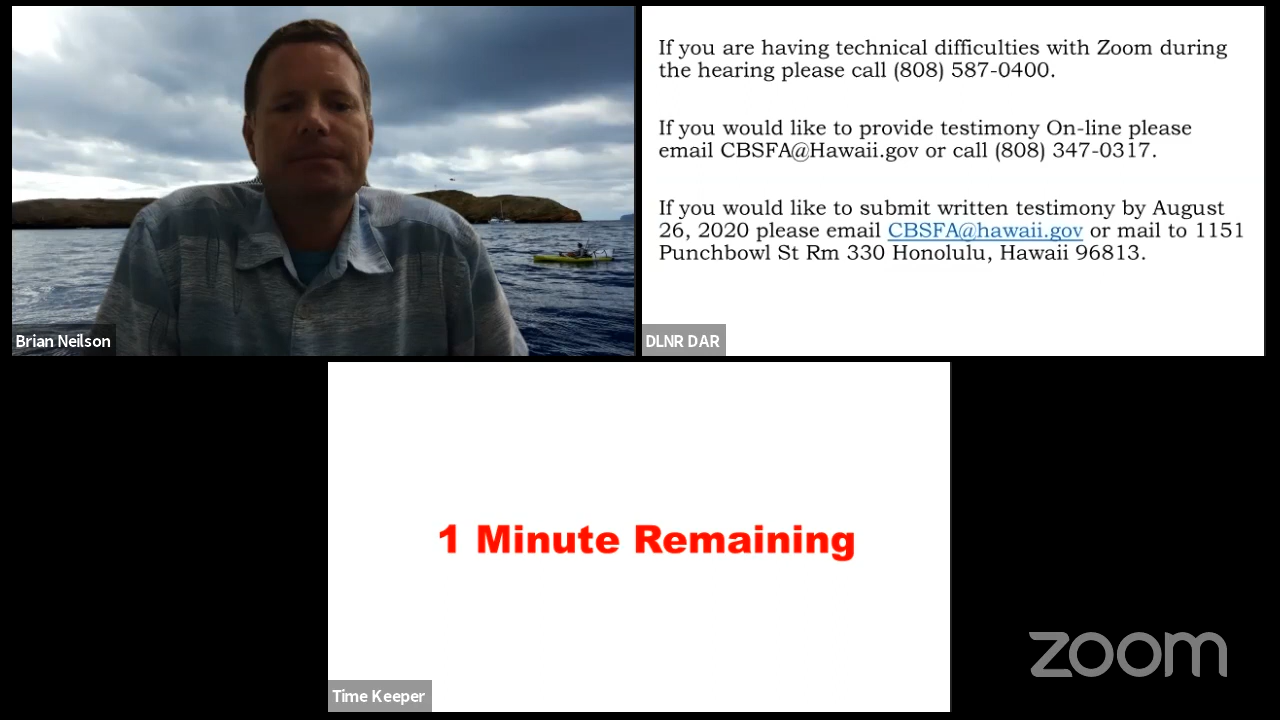 Brian Neilson
If you are having technical difficulties with Zoom during
the hearing please call (808) 587-0400.
If you would like to provide testimony On-line please
email CBSFA@Hawaii.gov or call (808) 347-0317.
If you would like to submit written testimony by August
26, 2020 please email CBSFA@hawaii.gov or mail to 1151
Punchbowl St Rm 330 Honolulu, Hawaii 96813.
DLNR DAR
1 Minute Remaining
Time Keeper
zoom